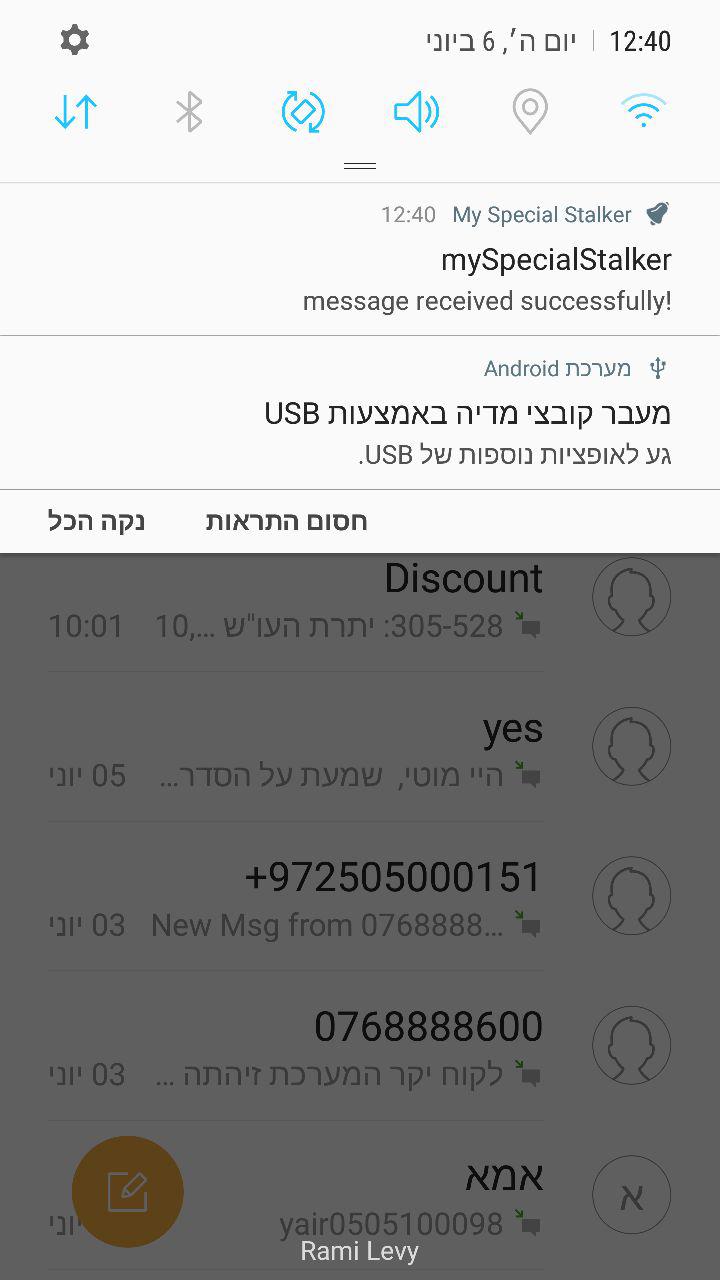 12:40 | יום ה׳, 6 ביוני
My Special Stalker 12:40
mySpecialStalker
message received successfully!
מערכת Android
מעבר קובצי מדיה באמצעות USB
גע לאופציות נוספות של USB.
חסום התראות נקה הכל
Discount
305-528: יתרת העו"ש ...10, 10:01
yes
היי מוטי, שמעת על הסדר... 05 יוני
+972505000151
New Msg from 0768888... 03 יוני
0768888600
לקוח יקר המערכת זיהתה ... 03 יוני
אמא
א
yair0505100098 יוני
Rami Levy